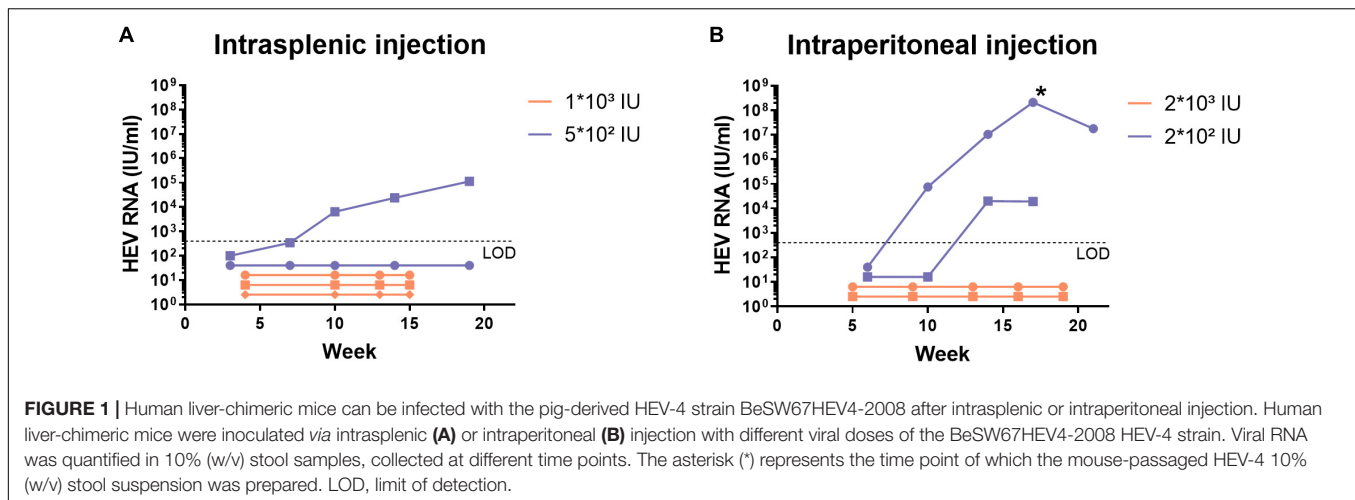 A
Intrasplenic injection
HEV RNA (IU/ml)
10⁹
10⁸
10⁷
10⁶
10⁵
10⁴
10³
10²
10¹
10⁰
LOD
0 5 10 15 20
Week
1*10³ IU
5*10² IU
B
Intraperitoneal injection
HEV RNA (IU/ml)
10⁹
10⁸
10⁷
10⁶
10⁵
10⁴
10³
10²
10¹
10⁰
*
LOD
0 5 10 15 20
Week
2*10³ IU
2*10² IU
FIGURE 1 | Human liver-chimeric mice can be infected with the pig-derived HEV-4 strain BeSW67HEV4-2008 after intrasplenic or intraperitoneal injection. Human
liver-chimeric mice were inoculated via intrasplenic (A) or intraperitoneal (B) injection with different viral doses of the BeSW67HEV4-2008 HEV-4 strain. Viral RNA
was quantified in 10% (w/v) stool samples, collected at different time points. The asterisk (*) represents the time point of which the mouse-passaged HEV-4 10%
(w/v) stool suspension was prepared. LOD, limit of detection.